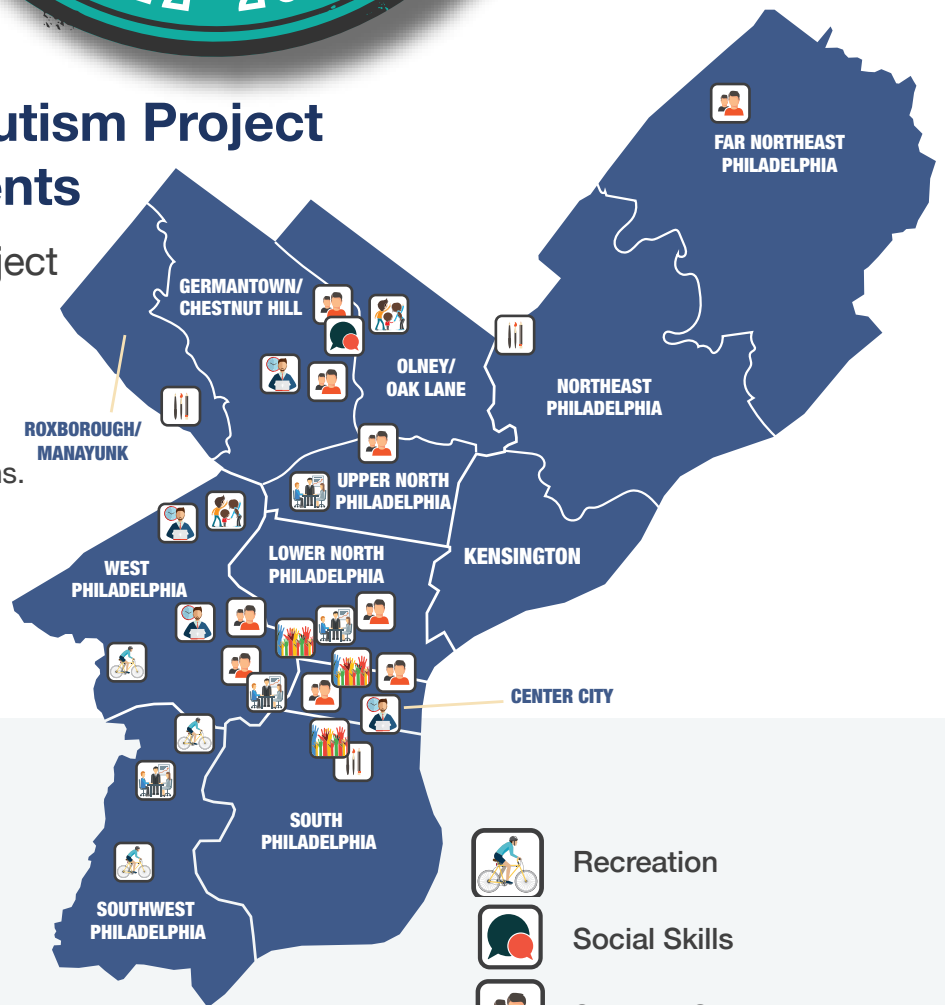 utism Project
ents
ject
ns.
FAR NORTHEAST
PHILADELPHIA
GERMANTOWN/
CHESTNUT HILL
OLNEY/
OAK LANE
NORTHEAST
PHILADELPHIA
ROXBOROUGH/
MANAYUNK
UPPER NORTH
PHILADELPHIA
KENSINGTON
LOWER NORTH
PHILADELPHIA
WEST
PHILADELPHIA
CENTER CITY
SOUTH
PHILADELPHIA
SOUTHWEST
PHILADELPHIA
Recreation
Social Skills